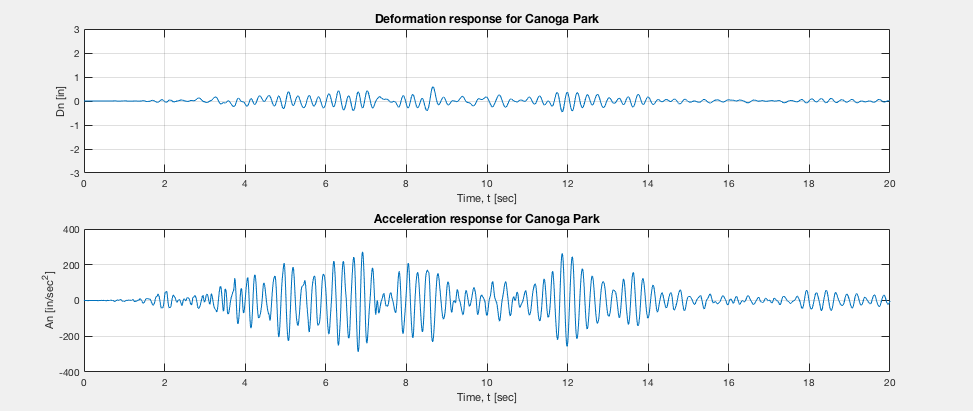 Deformation response for Canoga Park
3
2
1
0
-1
-2
-3
Dn [in]
0 2 4 6 8 10 12 14 16 18 20
Time, t [sec]
Acceleration response for Canoga Park
400
200
0
-200
-400
An [in/sec²]
0 2 4 6 8 10 12 14 16 18 20
Time, t [sec]